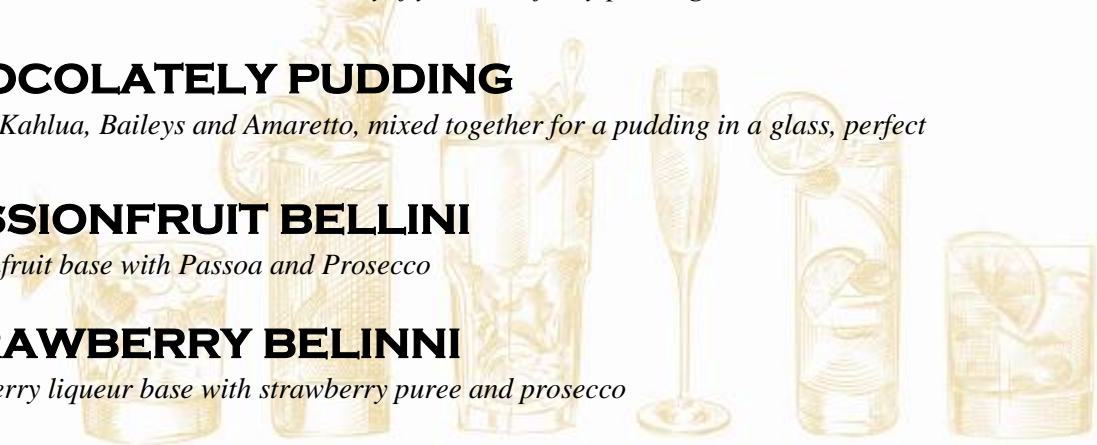 OCOLATELY PUDDING
Kahlua, Baileys and Amaretto, mixed together for a pudding in a glass, perfect
SSIONFRUIT BELLINI
fruit base with Passoa and Prosecco
RAWBERRY BELINNI
erry liqueur base with strawberry puree and prosecco